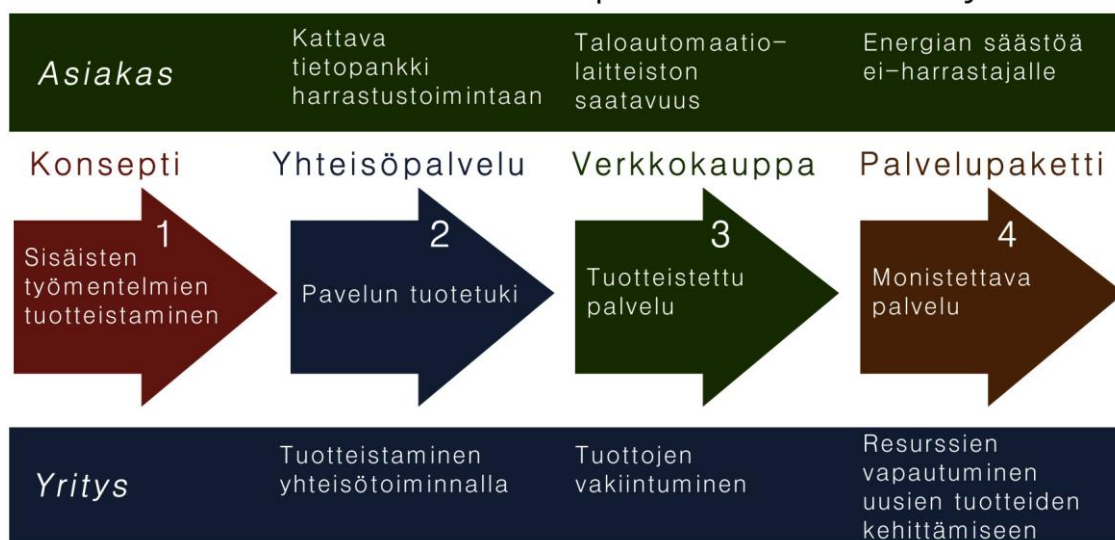 Asiakas
Kattava
tietopankki
harrastustoimintaan
Taloautomaatio-
laitteiston
saatavuus
Energian säästöä
ei-harrastajalle
Konsepti
Yhteisöpalvelu
Verkkokauppa
Palvelupaketti
1
Sisäisten
työmentelmien
tuotteistaminen
2
Pavelun tuotetuki
3
Tuotteistettu
palvelu
4
Monistettava
palvelu
Yritys
Tuotteistaminen
yhteisötoiminnalla
Tuottojen
vakiintuminen
Resurssien
vapautuminen
uusien tuotteiden
kehittämiseen